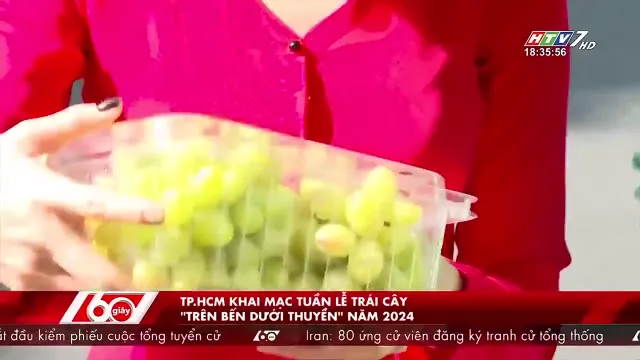 HTV7 HD
18:35:56
TP.HCM KHAI MẠC TUẦN LỄ TRÁI CÂY
60 giây
"TRÊN BẾN DƯỚI THUYỀN" NĂM 2024
đầu kiểm phiếu cuộc tổng tuyển cử 60 Iran: 80 ứng cử viên đăng ký tranh cử tổng thống